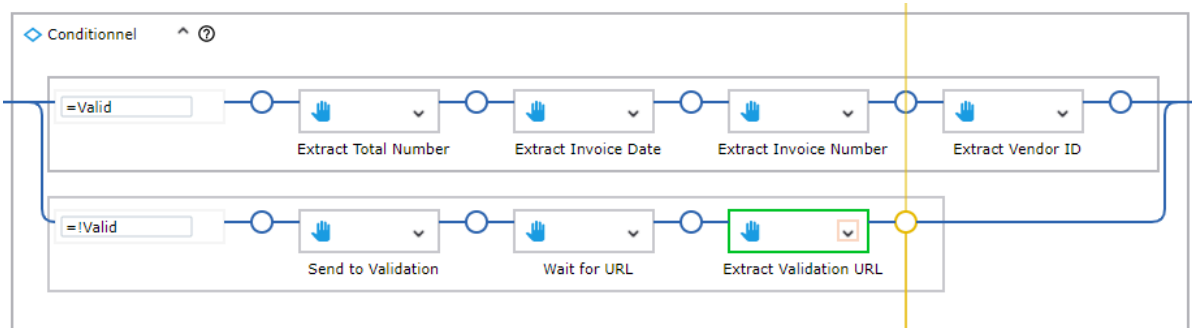 Conditionnel
=Valid
Extract Total Number
Extract Invoice Date
Extract Invoice Number
Extract Vendor ID
=!Valid
Send to Validation
Wait for URL
Extract Validation URL